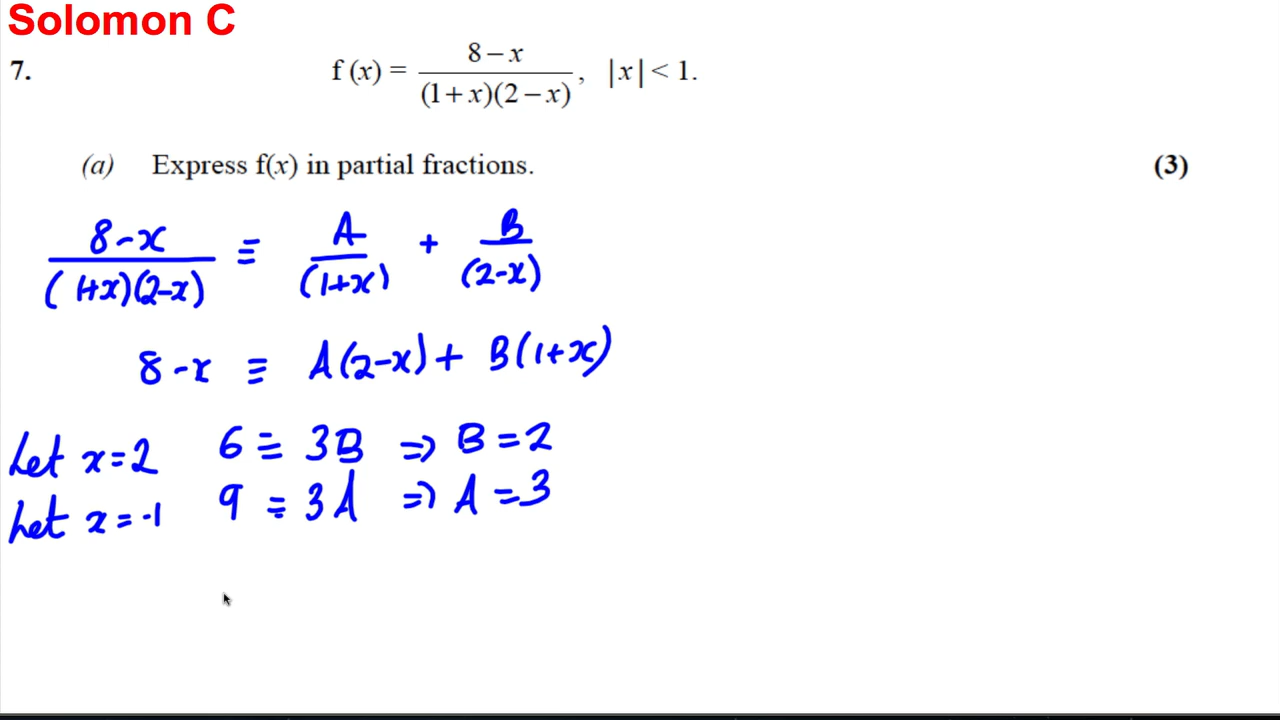 Solomon C
7. f (x) = (8 − x)/((1 + x)(2 − x)), |x| < 1.
(a) Express f(x) in partial fractions. (3)
(8 - x)/((1+x)(2-x)) ≡ A/(1+x) + B/(2-x)
8 - x ≡ A(2-x) + B(1+x)
Let x = 2 6 ≡ 3B ⇒ B = 2
Let x = -1 9 = 3A ⇒ A = 3